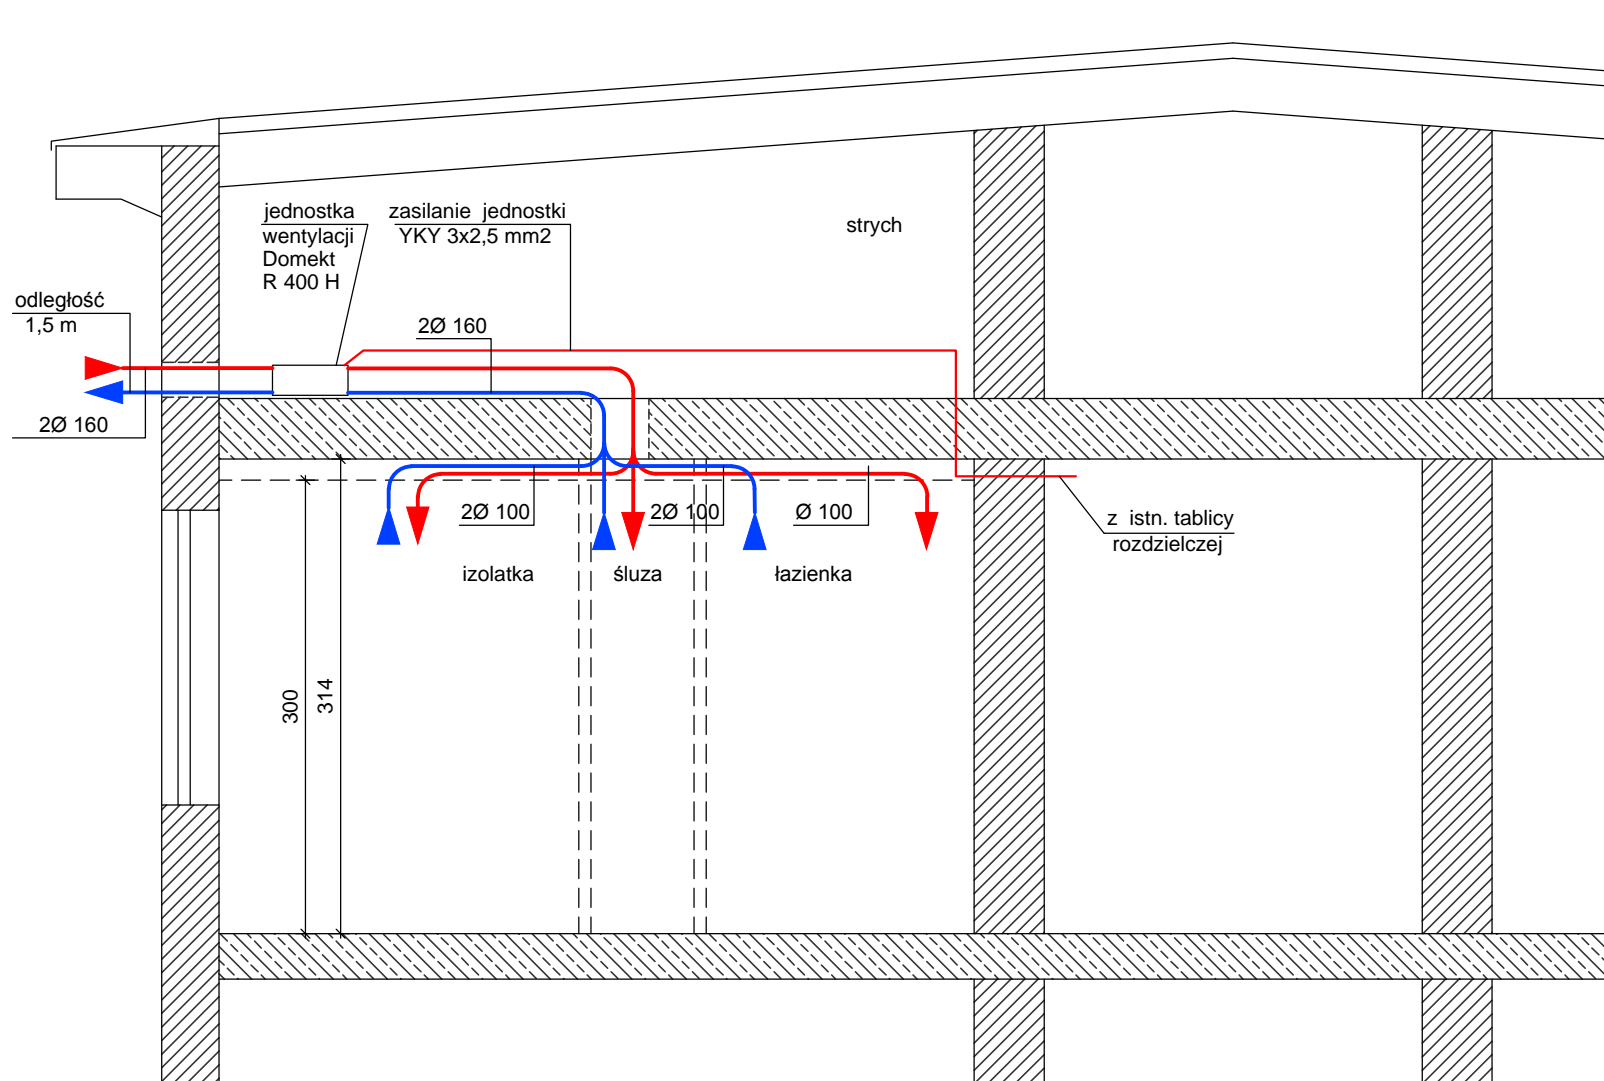 jednostka
wentylacji
Domekt
R 400 H
zasilanie jednostki
YKY 3x2,5 mm2
strych
odległość
1,5 m
2Ø 160
2Ø 160
2Ø 100
2Ø 100
Ø 100
z istn. tablicy
rozdzielczej
izolatka
śluza
łazienka
300
314